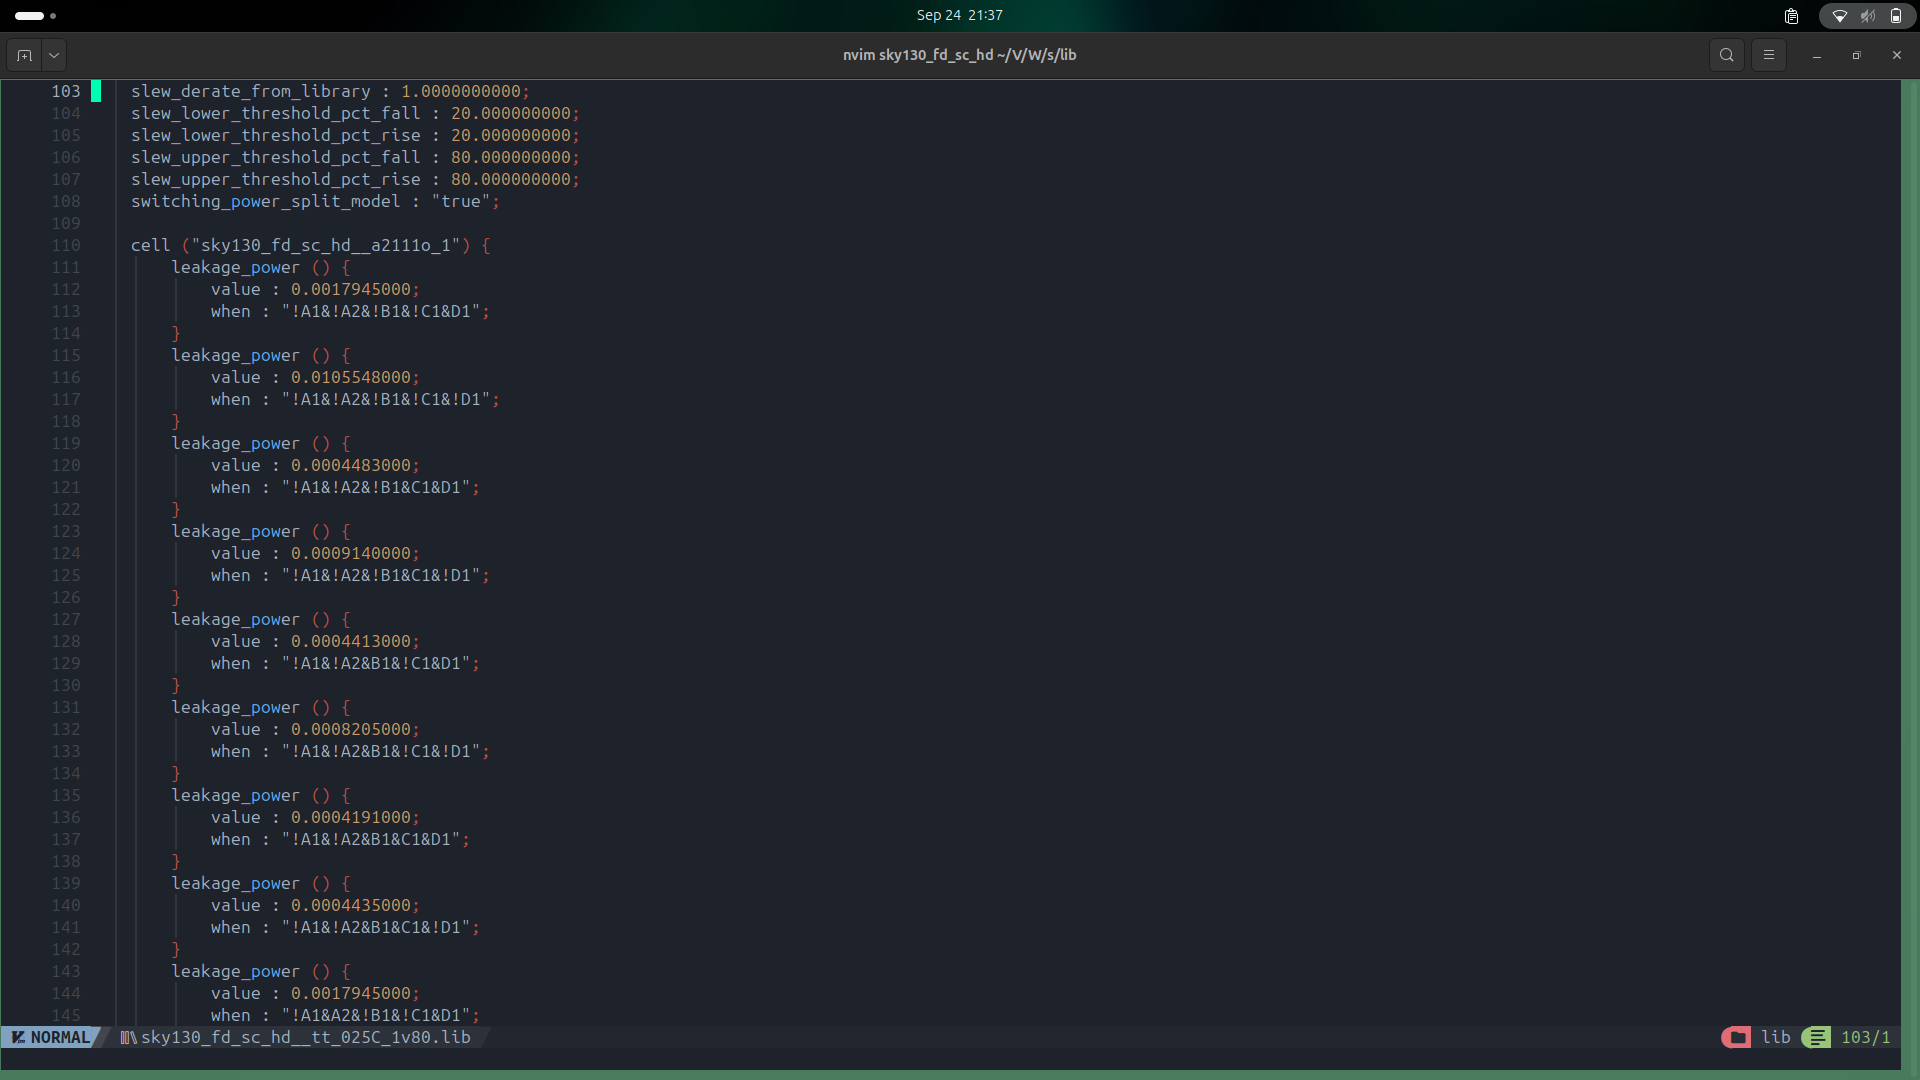 Sep 24 21:37
nvim sky130_fd_sc_hd ~/V/W/s/lib
103 slew_derate_from_library : 1.0000000000;
104 slew_lower_threshold_pct_fall : 20.000000000;
105 slew_lower_threshold_pct_rise : 20.000000000;
106 slew_upper_threshold_pct_fall : 80.000000000;
107 slew_upper_threshold_pct_rise : 80.000000000;
108 switching_power_split_model : "true";
109
110 cell ("sky130_fd_sc_hd__a2111o_1") {
111 leakage_power () {
112 value : 0.0017945000;
113 when : "!A1&!A2&!B1&!C1&D1";
114 }
115 leakage_power () {
116 value : 0.0105548000;
117 when : "!A1&!A2&!B1&!C1&!D1";
118 }
119 leakage_power () {
120 value : 0.0004483000;
121 when : "!A1&!A2&!B1&C1&D1";
122 }
123 leakage_power () {
124 value : 0.0009140000;
125 when : "!A1&!A2&!B1&C1&!D1";
126 }
127 leakage_power () {
128 value : 0.0004413000;
129 when : "!A1&!A2&B1&!C1&D1";
130 }
131 leakage_power () {
132 value : 0.0008205000;
133 when : "!A1&!A2&B1&!C1&!D1";
134 }
135 leakage_power () {
136 value : 0.0004191000;
137 when : "!A1&!A2&B1&C1&D1";
138 }
139 leakage_power () {
140 value : 0.0004435000;
141 when : "!A1&!A2&B1&C1&!D1";
142 }
143 leakage_power () {
144 value : 0.0017945000;
145 when : "!A1&A2&!B1&!C1&D1";
NORMAL sky130_fd_sc_hd__tt_025C_1v80.lib lib 103/1